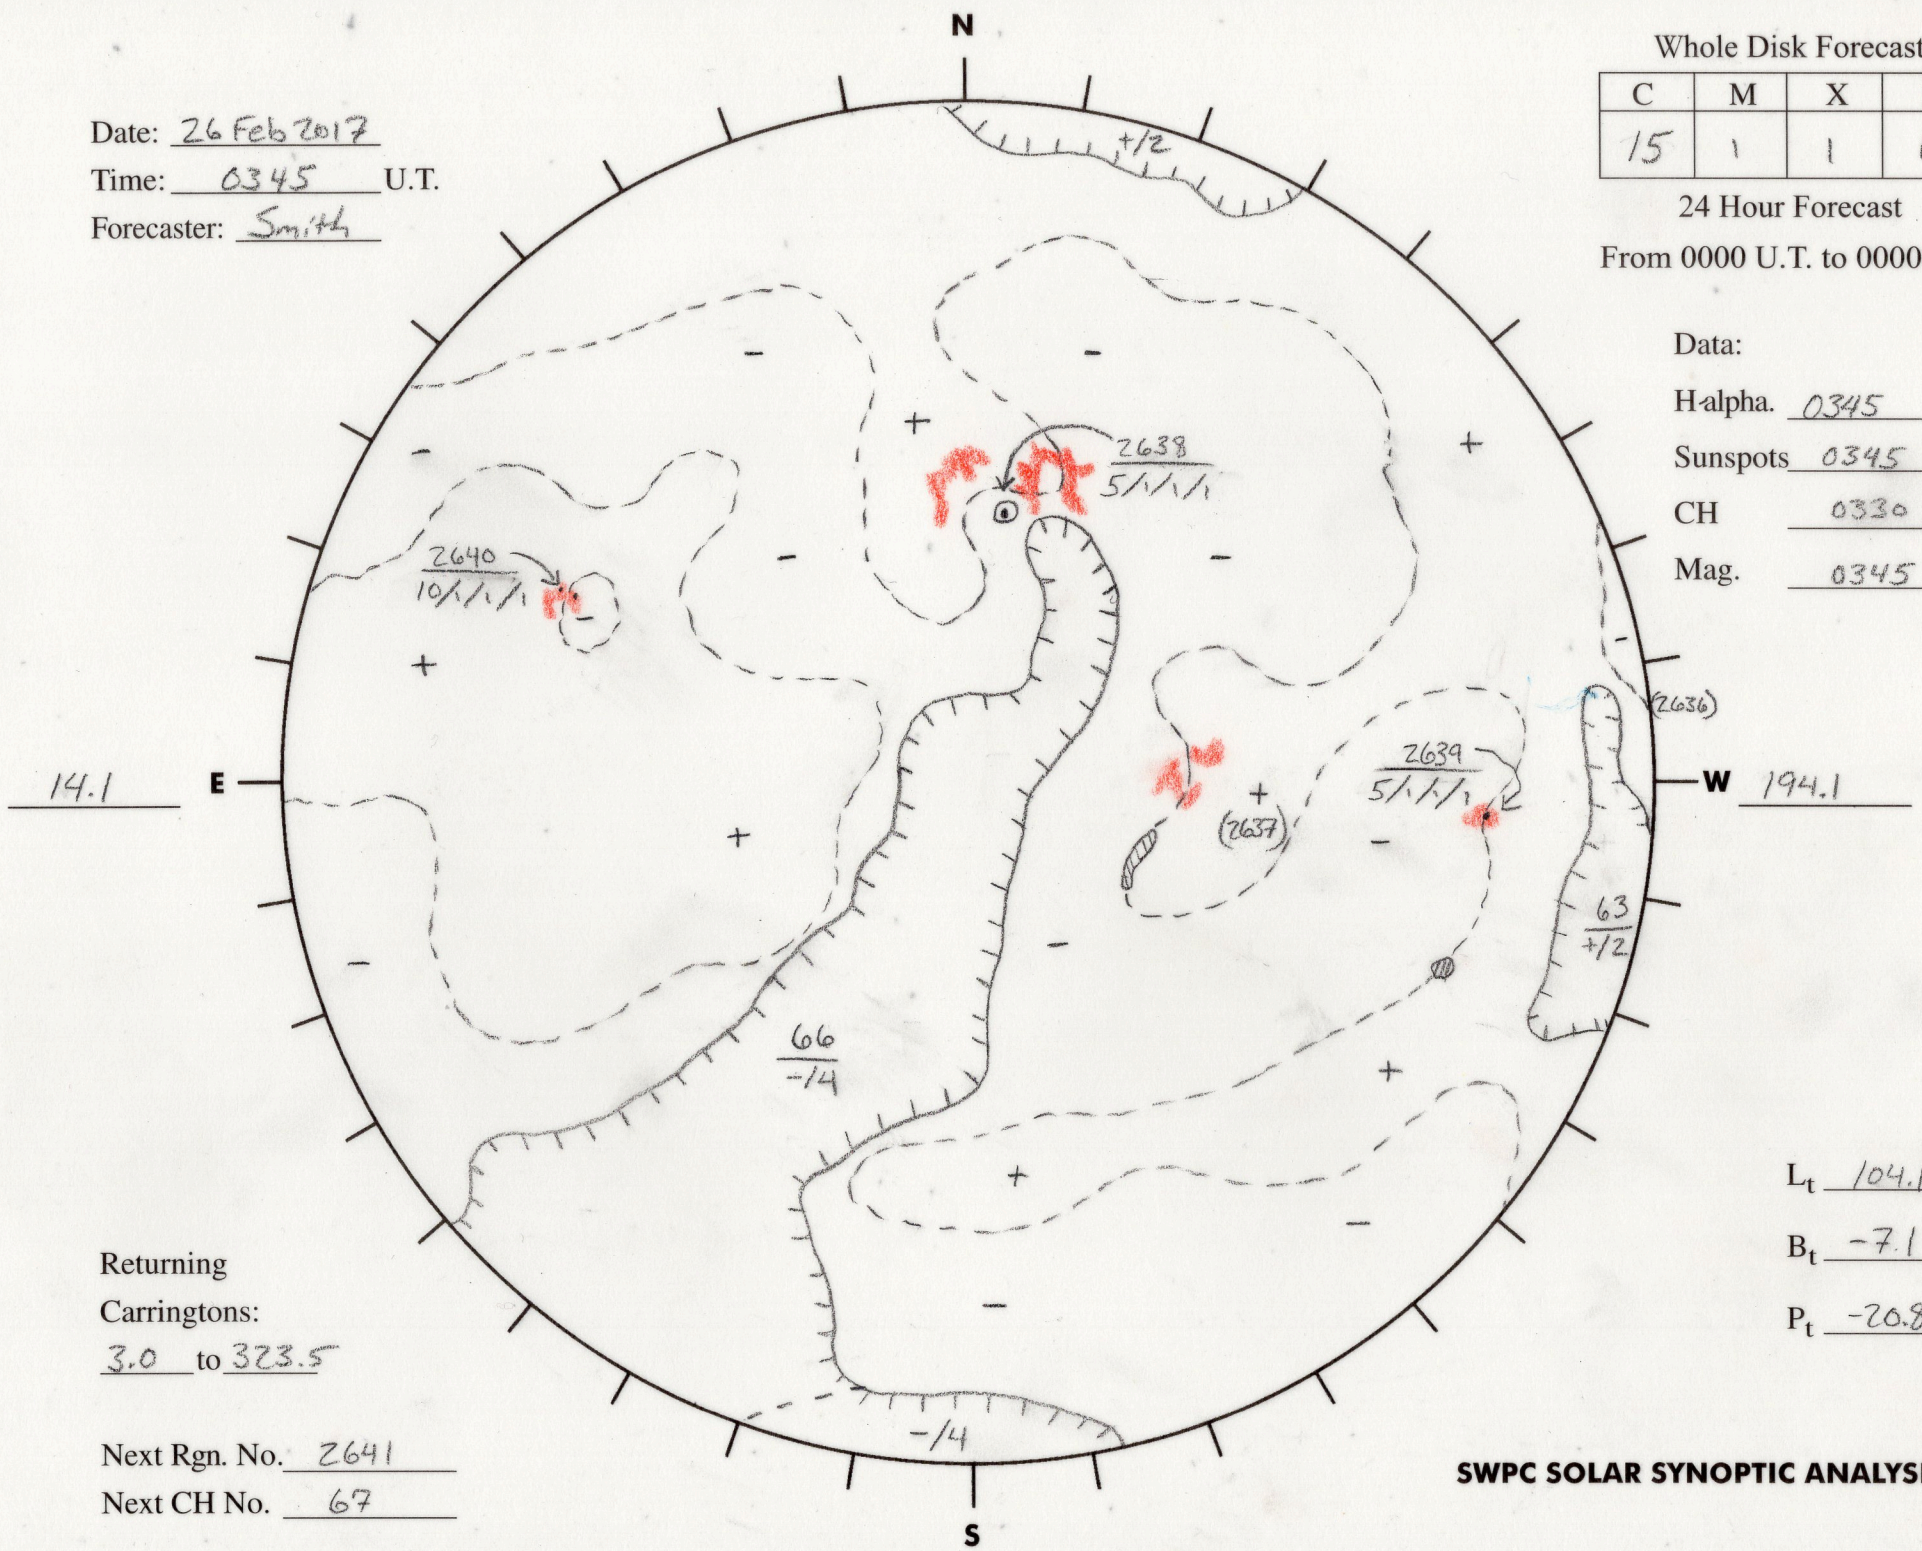 N
Whole Disk Forecast
C M X
15 1 1
24 Hour Forecast
From 0000 U.T. to 0000
Date: 26 Feb 2017
Time: 0345 U.T.
Forecaster: Smith
Data:
H-alpha. 0345
Sunspots 0345
CH 0330
Mag. 0345
+/2
-
-
+
-
+
2638
5/1/1/1
2640
10/1/1/1
-
-
-
+
-
(2636)
14.1 E
W 194.1
2639
5/1/1/1
+
(2637)
+
-
63
+/2
-
-
66
-/4
+
+
-
-
-/4
Lt 104.1
Bt -7.1
Pt -20.8
Returning
Carringtons:
3.0 to 323.5
Next Rgn. No. 2641
Next CH No. 67
SWPC SOLAR SYNOPTIC
S